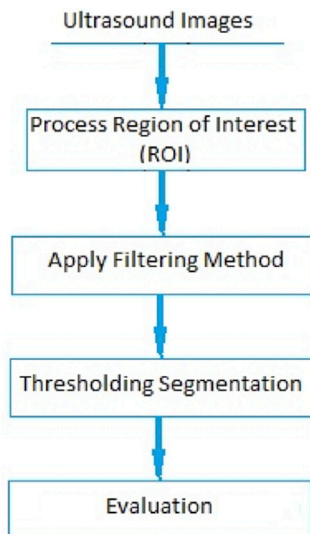 Ultrasound Images
Process Region of Interest
(ROI)
Apply Filtering Method
Thresholding Segmentation
Evaluation